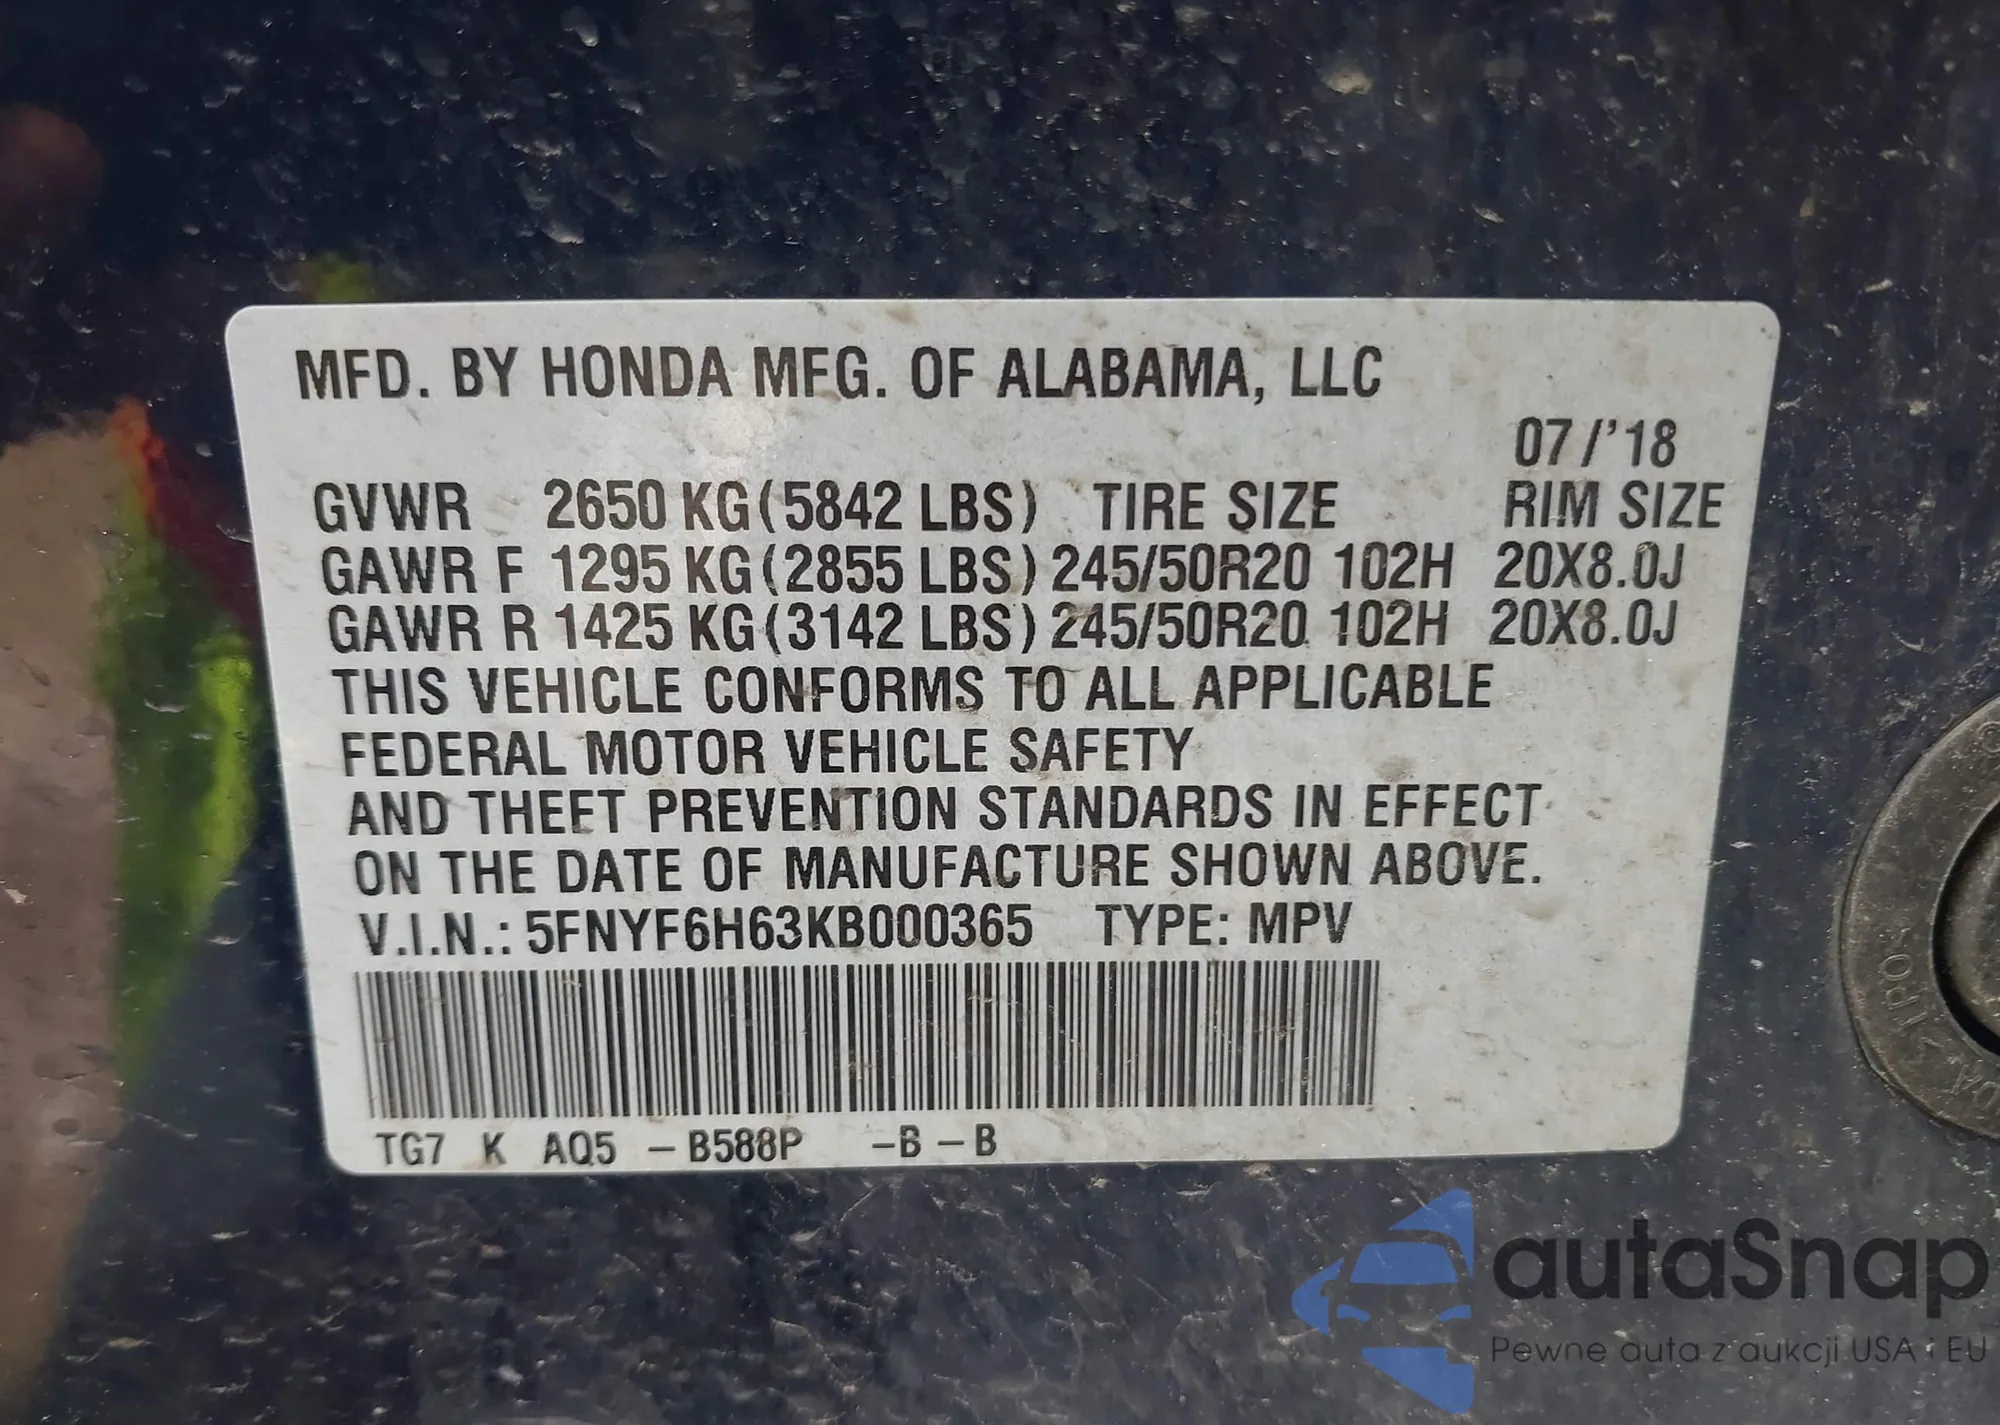 MFD. BY HONDA MFG. OF ALABAMA, LLC
07/'18
GVWR 2650 KG (5842 LBS) TIRE SIZE RIM SIZE
GAWR F 1295 KG (2855 LBS) 245/50R20 102H 20X8.0J
GAWR R 1425 KG (3142 LBS) 245/50R20 102H 20X8.0J
THIS VEHICLE CONFORMS TO ALL APPLICABLE
FEDERAL MOTOR VEHICLE SAFETY
AND THEFT PREVENTION STANDARDS IN EFFECT
ON THE DATE OF MANUFACTURE SHOWN ABOVE.
V.I.N.: 5FNYF6H63KB000365 TYPE: MPV
TG7 K AQ5 -B588P -B-B
autaSnap
Pewne auta z aukcji USA i EU